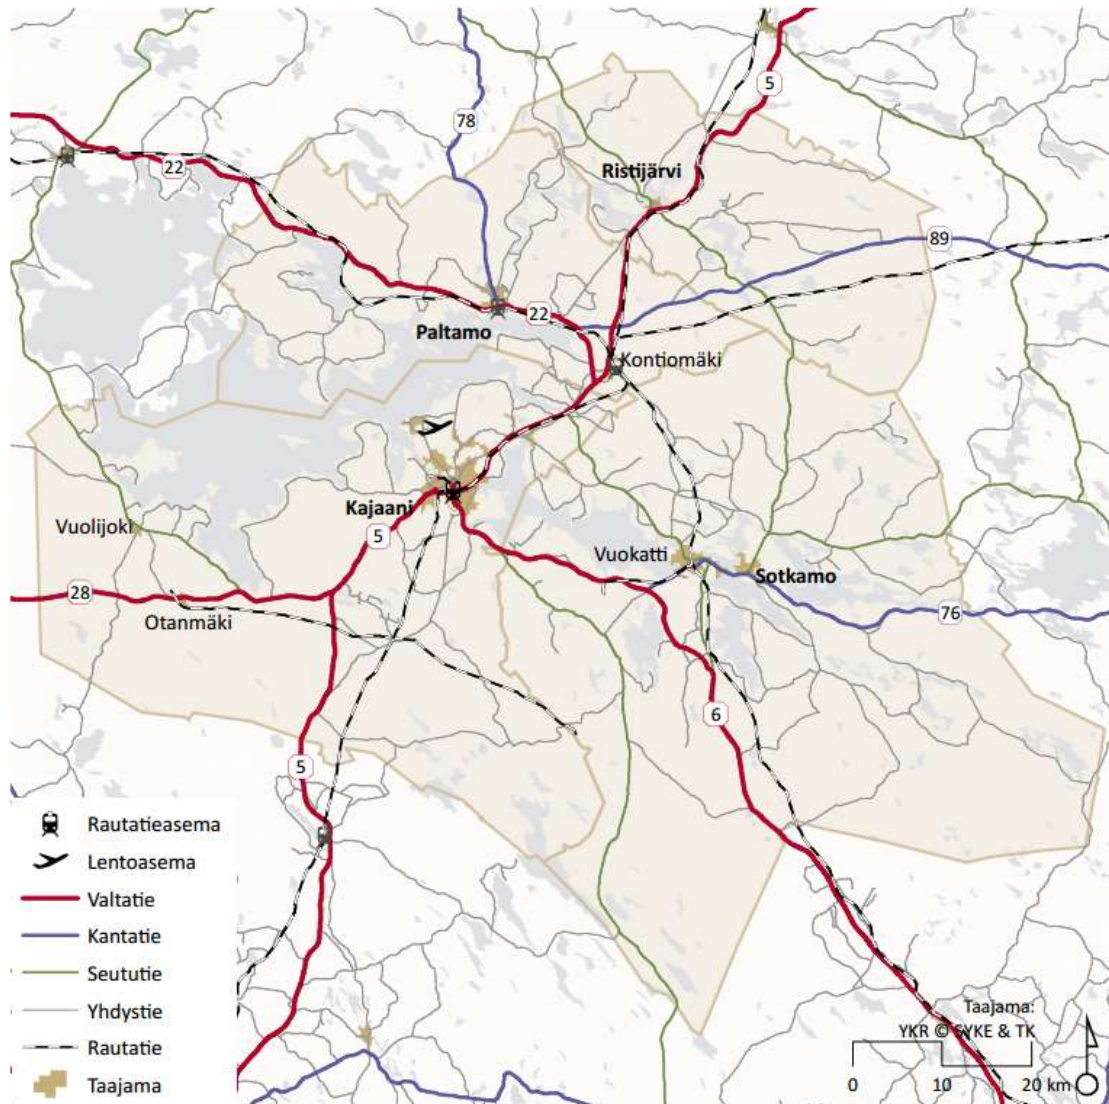 5
78
22
Ristijärvi
89
22
Paltamo
Kontiomäki
Kajaani
Vuolijoki
5
Vuokatti
Sotkamo
28
76
Otanmäki
6
5
Rautatieasema
Lentoasema
Valtatie
Kantatie
Seututie
Yhdystie
Rautatie
Taajama
Taajama:
YKR © SYKE & TK
0 10 20 km